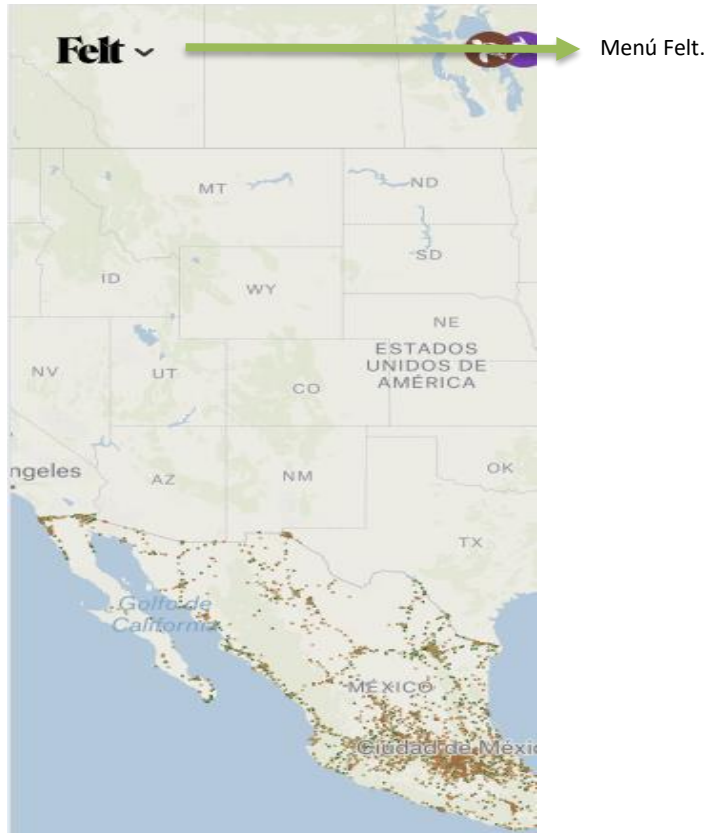 Felt
Menú Felt.
MT
ND
SD
ID
WY
NE
ESTADOS
UNIDOS DE
AMÉRICA
NV
UT
CO
ngeles
AZ
NM
OK
TX
Golfo de
California
MÉXICO
Ciudad de Méxic